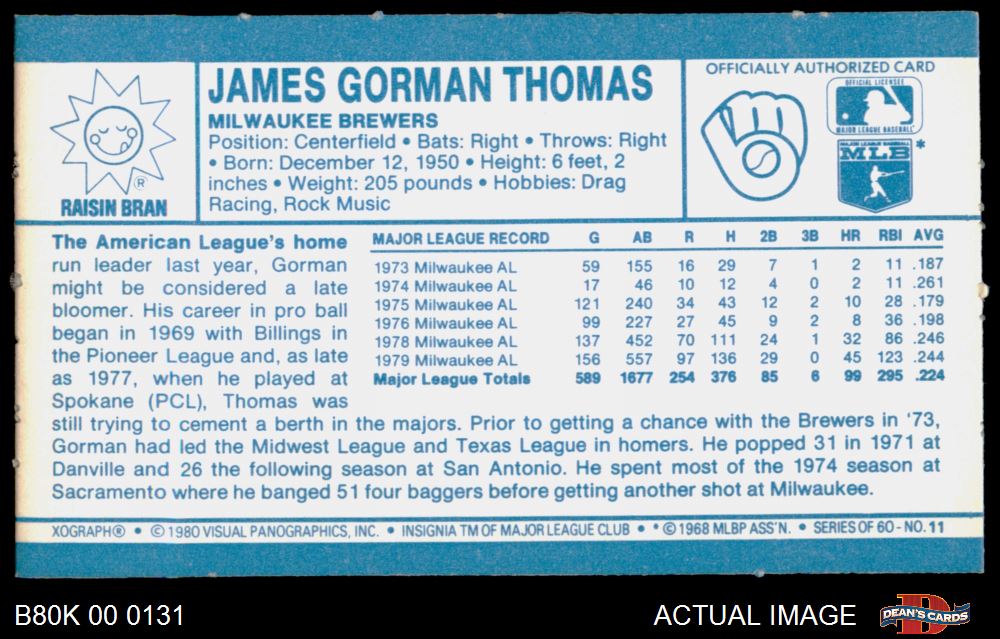 JAMES GORMAN THOMAS
MILWAUKEE BREWERS
Position: Centerfield • Bats: Right • Throws: Right
• Born: December 12, 1950 • Height: 6 feet, 2
inches • Weight: 205 pounds • Hobbies: Drag
Racing, Rock Music
®
RAISIN BRAN
OFFICIALLY AUTHORIZED CARD
OFFICIAL LICENSEE
MAJOR LEAGUE BASEBALL
MAJOR LEAGUE BASEBALL
MLB *
PLAYERS
The American League's home
run leader last year, Gorman
might be considered a late
bloomer. His career in pro ball
began in 1969 with Billings in
the Pioneer League and, as late
as 1977, when he played at
Spokane (PCL), Thomas was
still trying to cement a berth in the majors. Prior to getting a chance with the Brewers in '73,
Gorman had led the Midwest League and Texas League in homers. He popped 31 in 1971 at
Danville and 26 the following season at San Antonio. He spent most of the 1974 season at
Sacramento where he banged 51 four baggers before getting another shot at Milwaukee.
MAJOR LEAGUE RECORD G AB R H 2B 3B HR RBI AVG
1973 Milwaukee AL 59 155 16 29 7 1 2 11 .187
1974 Milwaukee AL 17 46 10 12 4 0 2 11 .261
1975 Milwaukee AL 121 240 34 43 12 2 10 28 .179
1976 Milwaukee AL 99 227 27 45 9 2 8 36 .198
1978 Milwaukee AL 137 452 70 111 24 1 32 86 .246
1979 Milwaukee AL 156 557 97 136 29 0 45 123 .244
Major League Totals 589 1677 254 376 85 6 99 295 .224
XOGRAPH® • © 1980 VISUAL PANOGRAPHICS, INC. • INSIGNIA TM OF MAJOR LEAGUE CLUB • * © 1968 MLBP ASS'N. • SERIES OF 60 - NO. 11
B80K 00 0131
ACTUAL IMAGE
DEAN'S CARDS